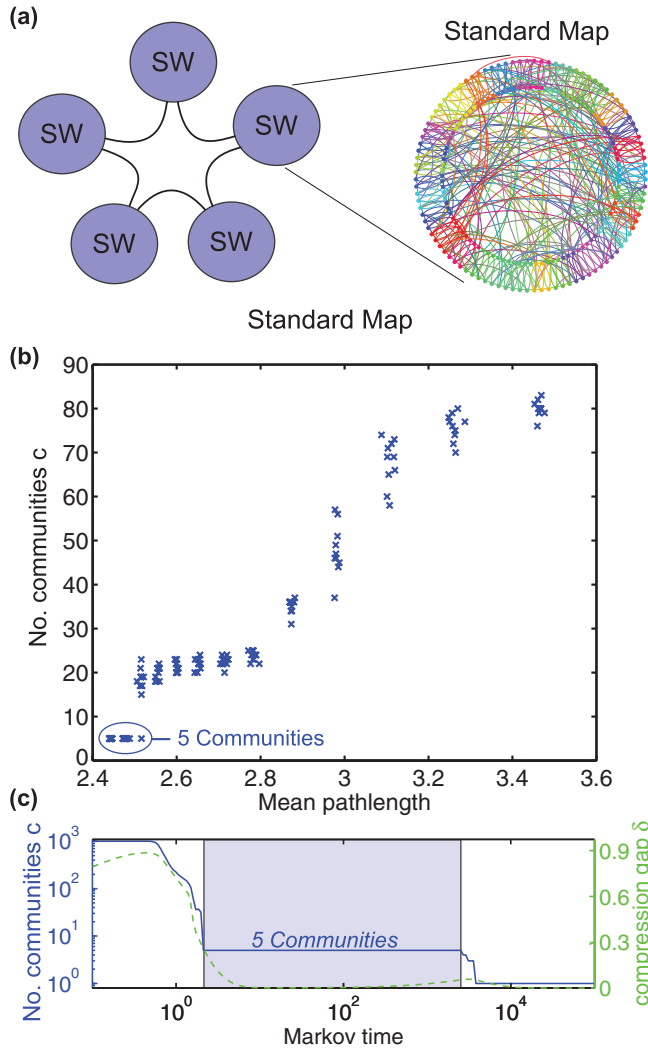 (a)
SW
SW
SW
SW
SW
Standard Map
Standard Map
(b)
No. communities c
90
80
70
60
50
40
30
20
10
0
5 Communities
2.4 2.6 2.8 3 3.2 3.4 3.6
Mean pathlength
(c)
No. communities c
10³
10²
10¹
10⁰
5 Communities
0.9
0.6
0.3
0
compression gap δ
10⁰ 10² 10⁴
Markov time